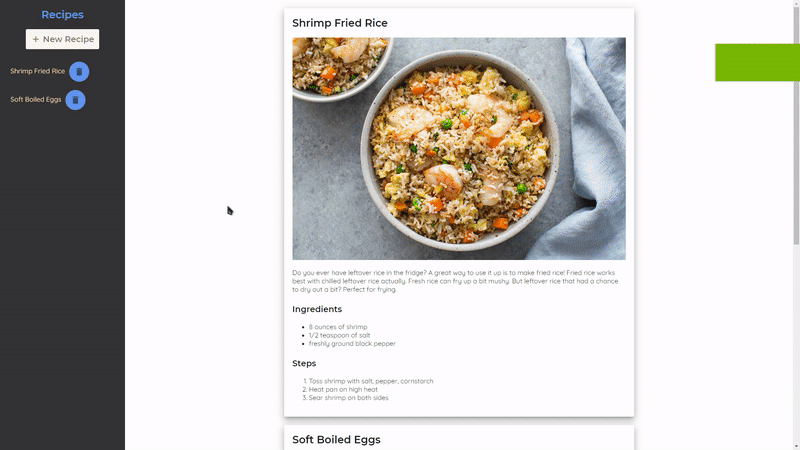 Recipes
+ New Recipe
Shrimp Fried Rice
Soft Boiled Eggs
Shrimp Fried Rice
Do you ever have leftover rice in the fridge? A great way to use it up is to make fried rice! Fried rice works
best with chilled leftover rice actually. Fresh rice can fry up a bit mushy. But leftover rice that had a chance
to dry out a bit? Perfect for frying.
Ingredients
• 8 ounces of shrimp
• 1/2 teaspoon of salt
• freshly ground black pepper
Steps
1. Toss shrimp with salt, pepper, cornstarch
2. Heat pan on high heat
3. Sear shrimp on both sides
Soft Boiled Eggs